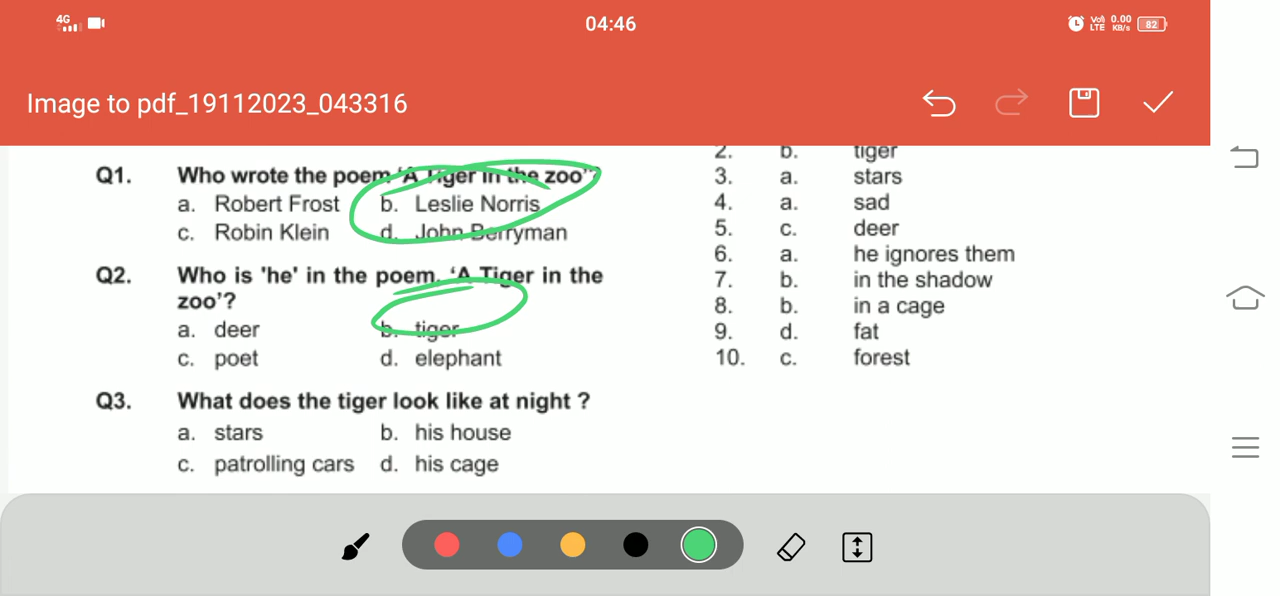 4G
04:46
Vo) LTE 0.00 KB/s 82
Image to pdf_19112023_043316
Q1. Who wrote the poem 'A Tiger in the zoo'?
a. Robert Frost b. Leslie Norris
c. Robin Klein d. John Berryman
Q2. Who is 'he' in the poem, 'A Tiger in the
zoo'?
a. deer b. tiger
c. poet d. elephant
Q3. What does the tiger look like at night ?
a. stars b. his house
c. patrolling cars d. his cage
2. b. tiger
3. a. stars
4. a. sad
5. c. deer
6. a. he ignores them
7. b. in the shadow
8. b. in a cage
9. d. fat
10. c. forest